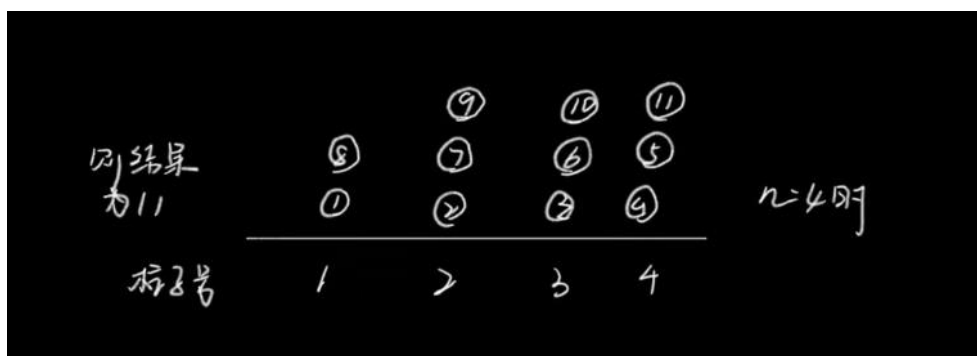 ⑨ ⑩ ⑪
则结果 ⑧ ⑦ ⑥ ⑤
为11 ① ② ③ ④ n=4时
柱子号 1 2 3 4